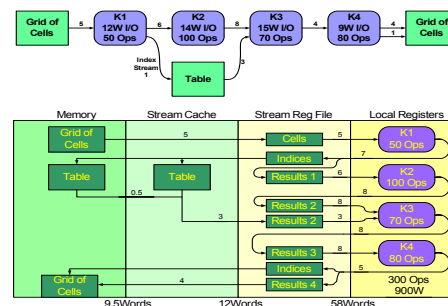 Grid of
Cells
5
K1
12W I/O
50 Ops
6
K2
14W I/O
100 Ops
8
K3
15W I/O
70 Ops
4
K4
9W I/O
80 Ops
4
1
Grid of
Cells
Index
Stream
1
Table
3
Memory
Stream Cache
Stream Reg File
Local Registers
Grid of
Cells
5
Cells
5
K1
50 Ops
Indices
7
Table
Table
Results 1
6
K2
100 Ops
0.5
8
Results 2
8
3
Results 2
3
K3
70 Ops
8
Results 3
8
K4
80 Ops
Indices
5
Grid of
Cells
4
Results 4
300 Ops
900W
9.5Words
12Words
58Words